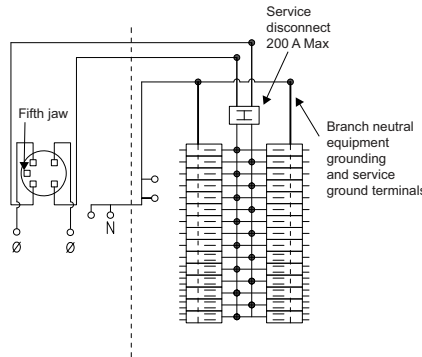 Service
disconnect
200 A Max
Fifth jaw
Branch neutral
equipment
grounding
and service
ground terminals
N
Ø
Ø